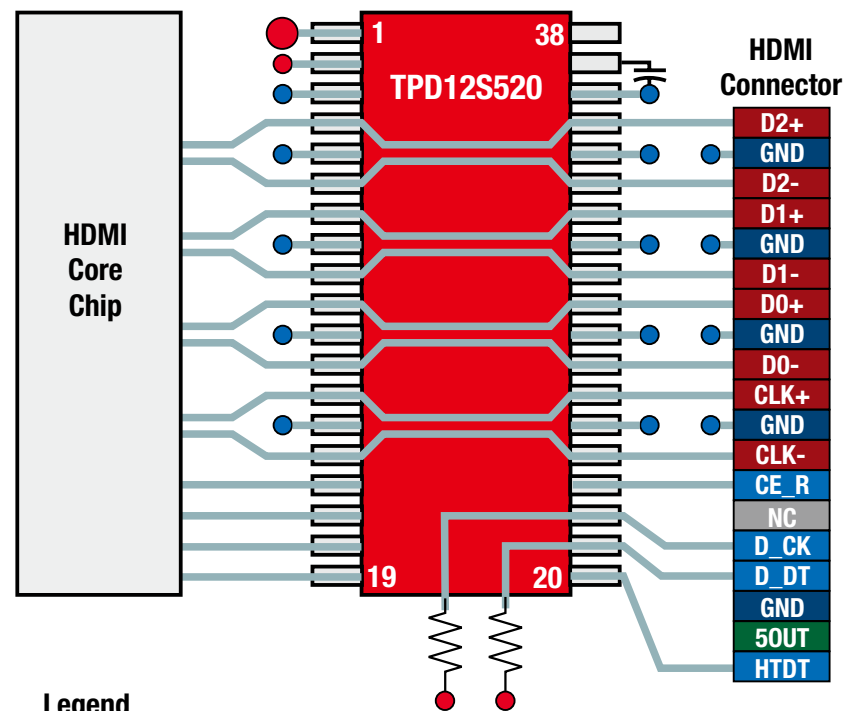 1
38
TPD12S520
HDMI
Connector
D2+
GND
D2-
D1+
GND
D1-
D0+
GND
D0-
CLK+
GND
CLK-
CE_R
NC
D_CK
D_DT
GND
5OUT
HTDT
HDMI
Core
Chip
19
20
Legend